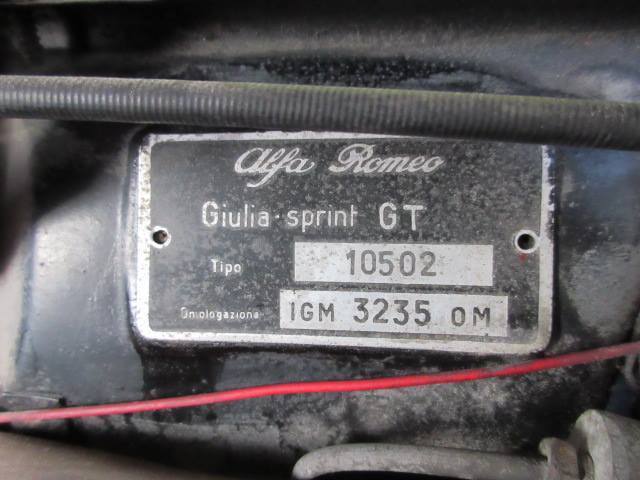 Alfa Romeo
Giulia-sprint GT
Tipo 10502
Omologazione IGM 3235 OM